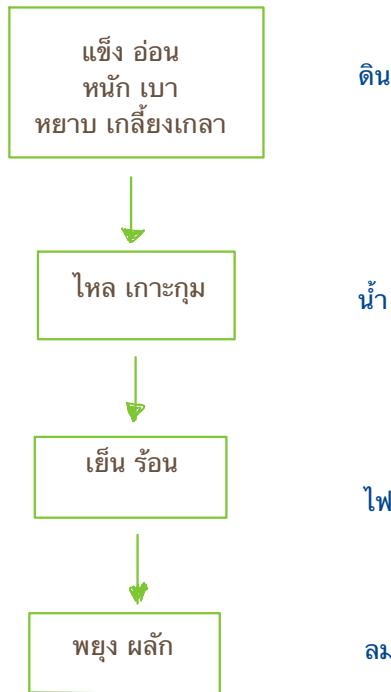 แข็ง อ่อน
หนัก เบา
หยาบ เกลี้ยงเกลา
ดิน
ไหล เกาะกุม
น้ำ
เย็น ร้อน
ไฟ
พยุง ผลัก
ลม